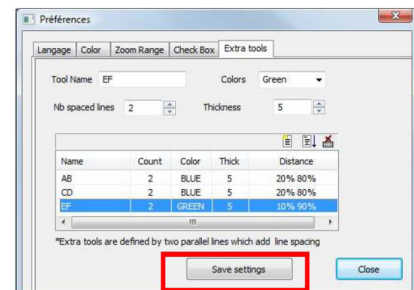 Préférences
Langage Color Zoom Range Check Box Extra tools
Tool Name EF Colors Green
Nb spaced lines 2 Thickness 5
Name Count Color Thick Distance
AB 2 BLUE 5 20% 80%
CD 2 BLUE 5 20% 80%
EF 2 GREEN 5 10% 90%
*Extra tools are defined by two parallel lines which add line spacing
Save settings Close